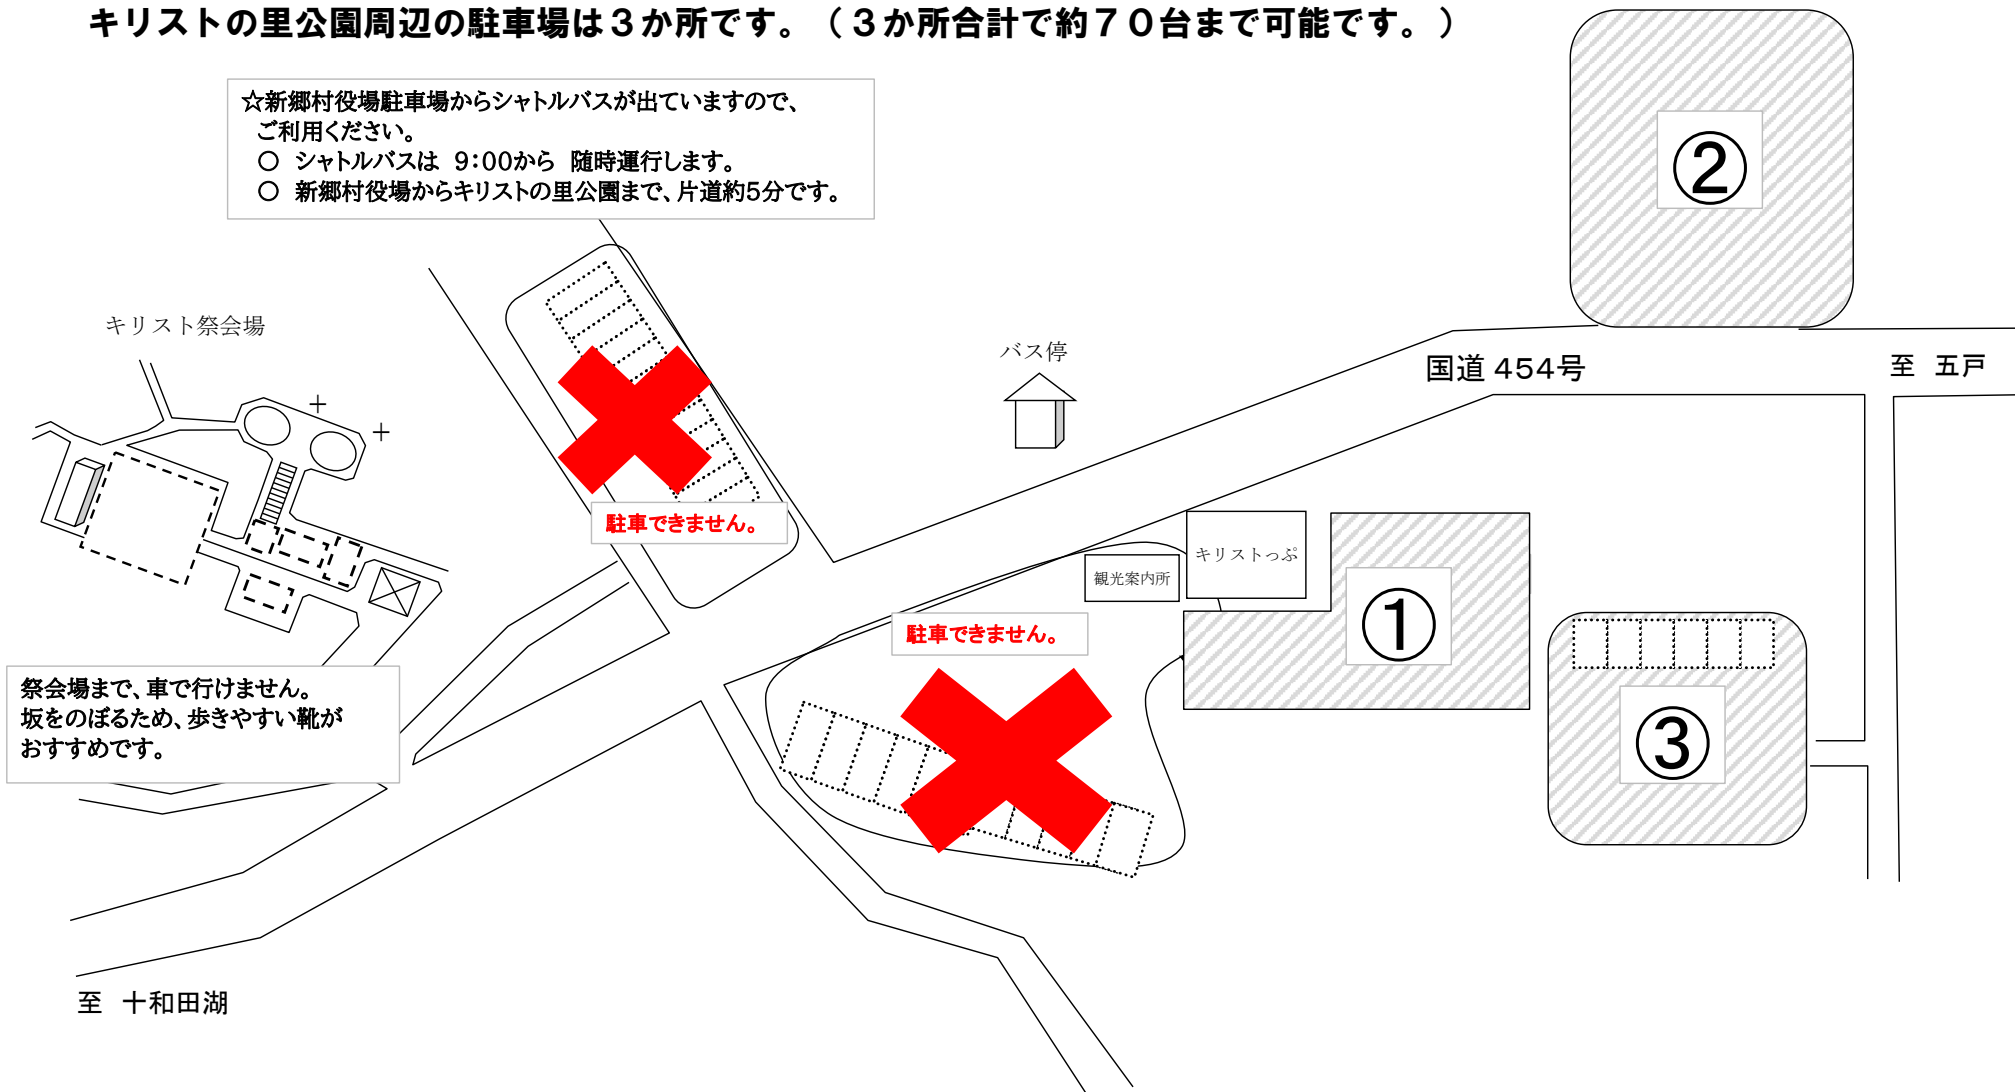 キリストの里公園周辺の駐車場は３か所です。（３か所合計で約７０台まで可能です。）
☆新郷村役場駐車場からシャトルバスが出ていますので、
ご利用ください。
○ シャトルバスは 9：00から 随時運行します。
○ 新郷村役場からキリストの里公園まで、片道約5分です。
②
キリスト祭会場
バス停
国道 454号
至 五戸
駐車できません。
キリストっぷ
観光案内所
①
駐車できません。
③
祭会場まで、車で行けません。
坂をのぼるため、歩きやすい靴が
おすすめです。
至 十和田湖